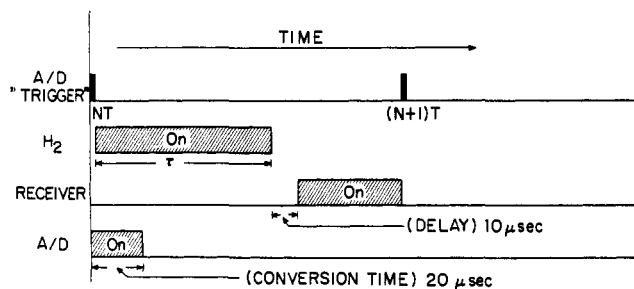 TIME
A/D
"TRIGGER"
NT
(N+1)T
H2
On
τ
RECEIVER
On
(DELAY) 10 μsec
A/D
On
(CONVERSION TIME) 20 μsec